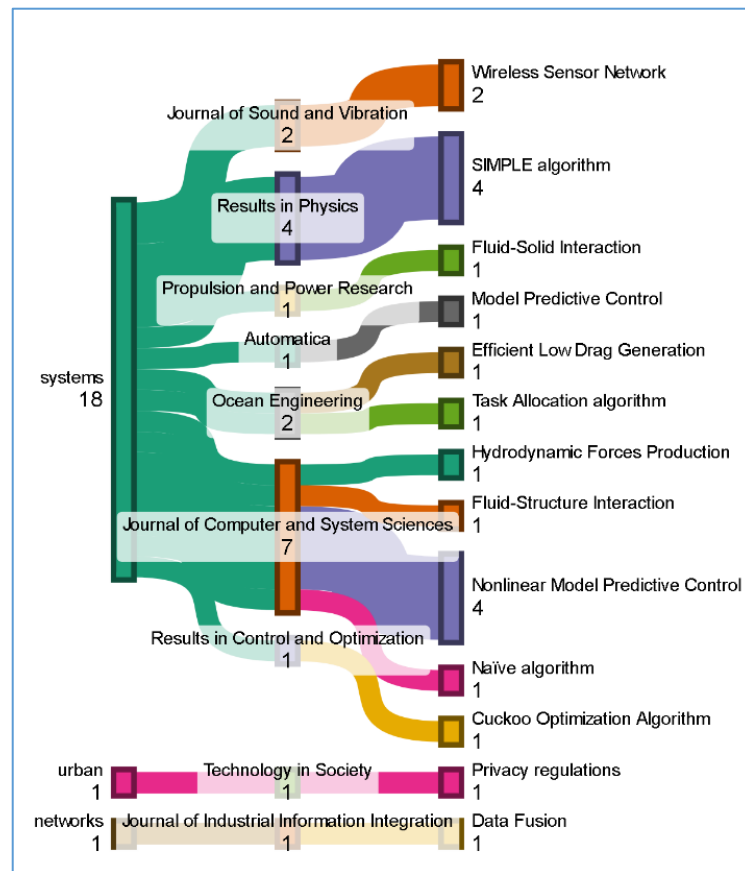 Wireless Sensor Network
2
Journal of Sound and Vibration
2
SIMPLE algorithm
4
Results in Physics
4
Fluid-Solid Interaction
1
Propulsion and Power Research
1
Model Predictive Control
1
Automatica
1
Efficient Low Drag Generation
1
systems
18
Ocean Engineering
2
Task Allocation algorithm
1
Hydrodynamic Forces Production
1
Fluid-Structure Interaction
1
Journal of Computer and System Sciences
7
Nonlinear Model Predictive Control
4
Results in Control and Optimization
1
Naïve algorithm
1
Cuckoo Optimization Algorithm
1
urban
1
Technology in Society
1
Privacy regulations
1
networks
1
Journal of Industrial Information Integration
1
Data Fusion
1